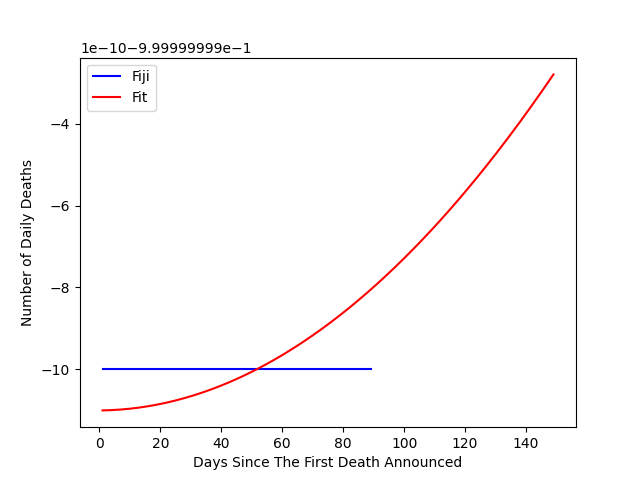 1e−10−9.99999999e−1
Fiji
Fit
−4
−6
−8
−10
Number of Daily Deaths
0 20 40 60 80 100 120 140
Days Since The First Death Announced